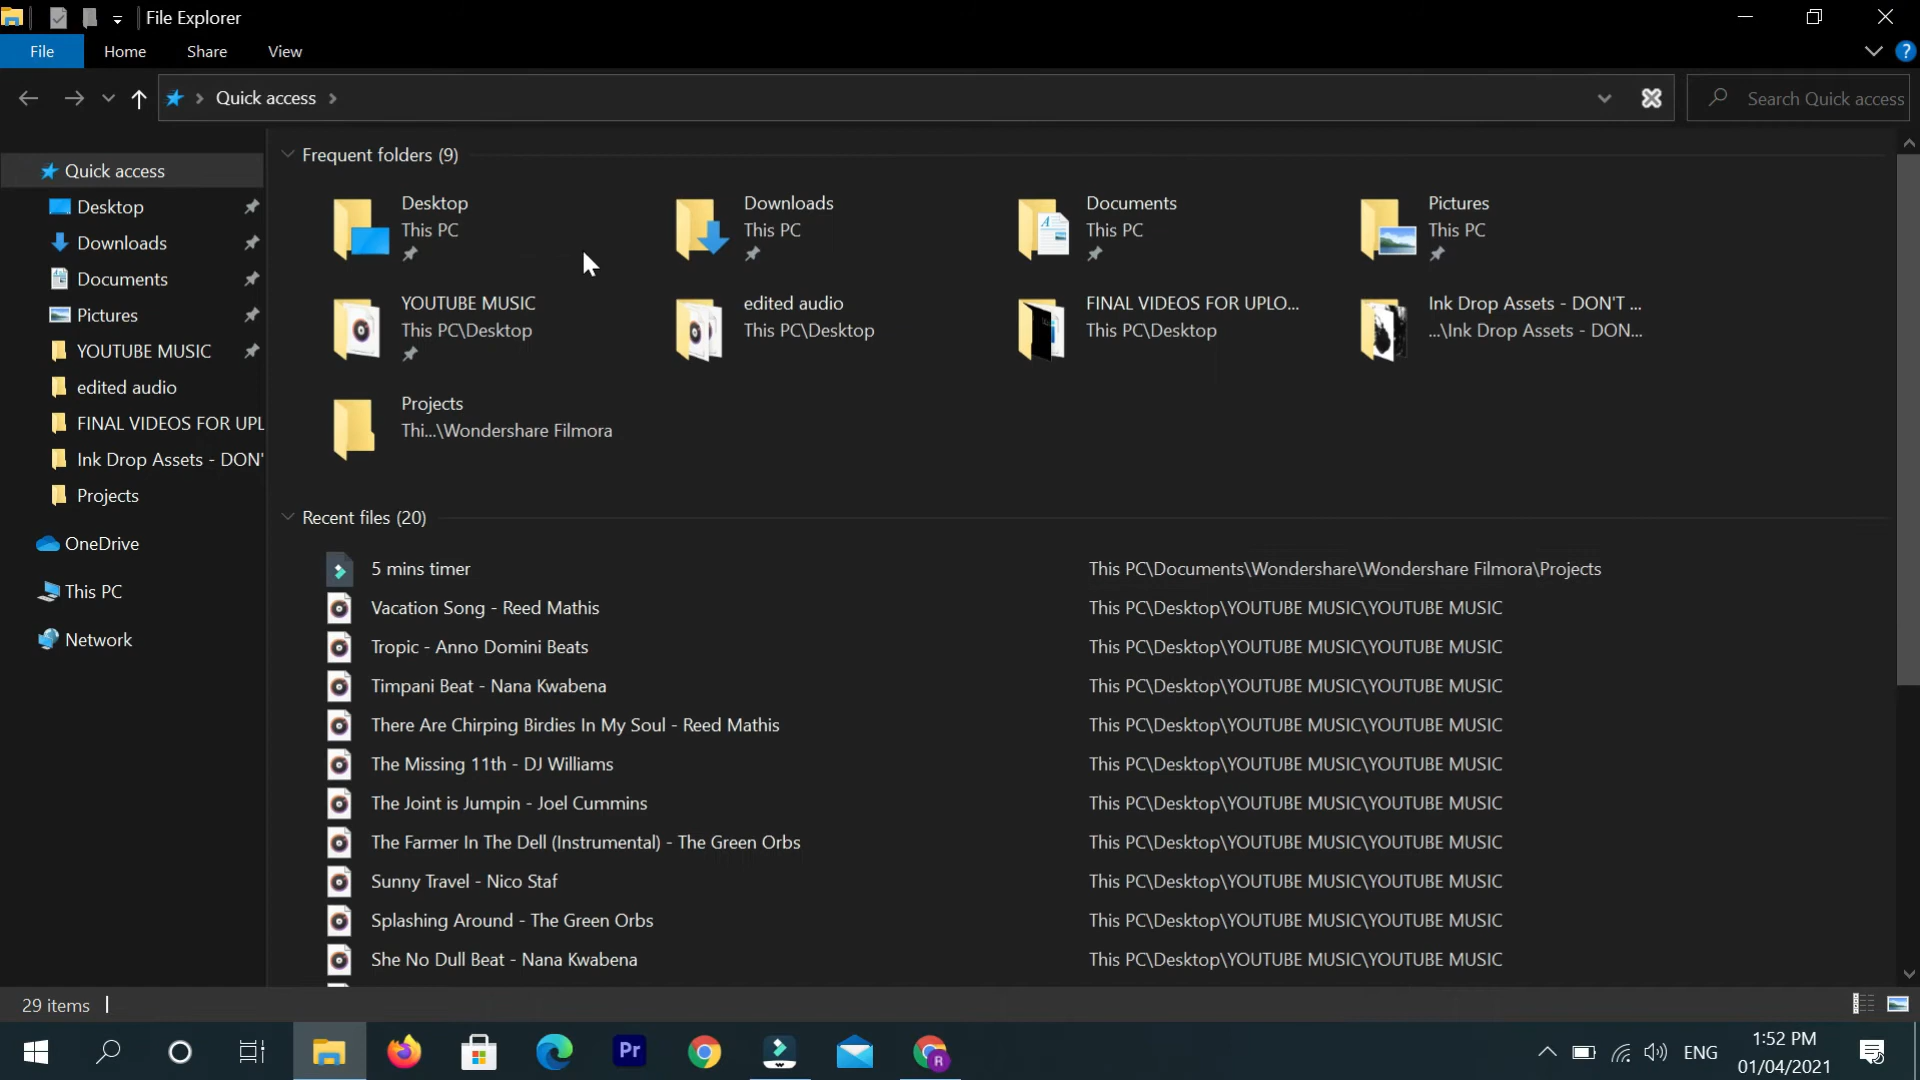 File Explorer
File Home Share View
Quick access
Search Quick access
Quick access
Desktop
Downloads
Documents
Pictures
YOUTUBE MUSIC
edited audio
FINAL VIDEOS FOR UPL
Ink Drop Assets - DON'
Projects
OneDrive
This PC
Network
Frequent folders (9)
Desktop
This PC
Downloads
This PC
Documents
This PC
Pictures
This PC
YOUTUBE MUSIC
This PC\Desktop
edited audio
This PC\Desktop
FINAL VIDEOS FOR UPLO...
This PC\Desktop
Ink Drop Assets - DON'T ...
...\Ink Drop Assets - DON...
Projects
Thi...\Wondershare Filmora
Recent files (20)
5 mins timer This PC\Documents\Wondershare\Wondershare Filmora\Projects
Vacation Song - Reed Mathis This PC\Desktop\YOUTUBE MUSIC\YOUTUBE MUSIC
Tropic - Anno Domini Beats This PC\Desktop\YOUTUBE MUSIC\YOUTUBE MUSIC
Timpani Beat - Nana Kwabena This PC\Desktop\YOUTUBE MUSIC\YOUTUBE MUSIC
There Are Chirping Birdies In My Soul - Reed Mathis This PC\Desktop\YOUTUBE MUSIC\YOUTUBE MUSIC
The Missing 11th - DJ Williams This PC\Desktop\YOUTUBE MUSIC\YOUTUBE MUSIC
The Joint is Jumpin - Joel Cummins This PC\Desktop\YOUTUBE MUSIC\YOUTUBE MUSIC
The Farmer In The Dell (Instrumental) - The Green Orbs This PC\Desktop\YOUTUBE MUSIC\YOUTUBE MUSIC
Sunny Travel - Nico Staf This PC\Desktop\YOUTUBE MUSIC\YOUTUBE MUSIC
Splashing Around - The Green Orbs This PC\Desktop\YOUTUBE MUSIC\YOUTUBE MUSIC
She No Dull Beat - Nana Kwabena This PC\Desktop\YOUTUBE MUSIC\YOUTUBE MUSIC
29 items
Pr
R
ENG
1:52 PM
01/04/2021